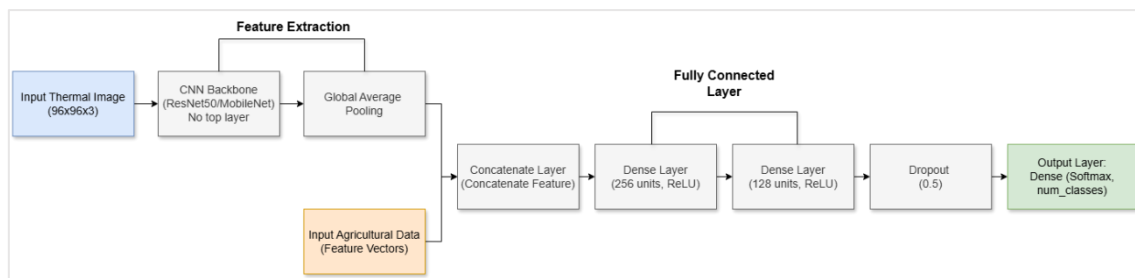 Feature Extraction
Input Thermal Image
(96x96x3)
CNN Backbone
(ResNet50/MobileNet)
No top layer
Global Average
Pooling
Fully Connected
Layer
Concatenate Layer
(Concatenate Feature)
Dense Layer
(256 units, ReLU)
Dense Layer
(128 units, ReLU)
Dropout
(0.5)
Output Layer:
Dense (Softmax,
num_classes)
Input Agricultural Data
(Feature Vectors)